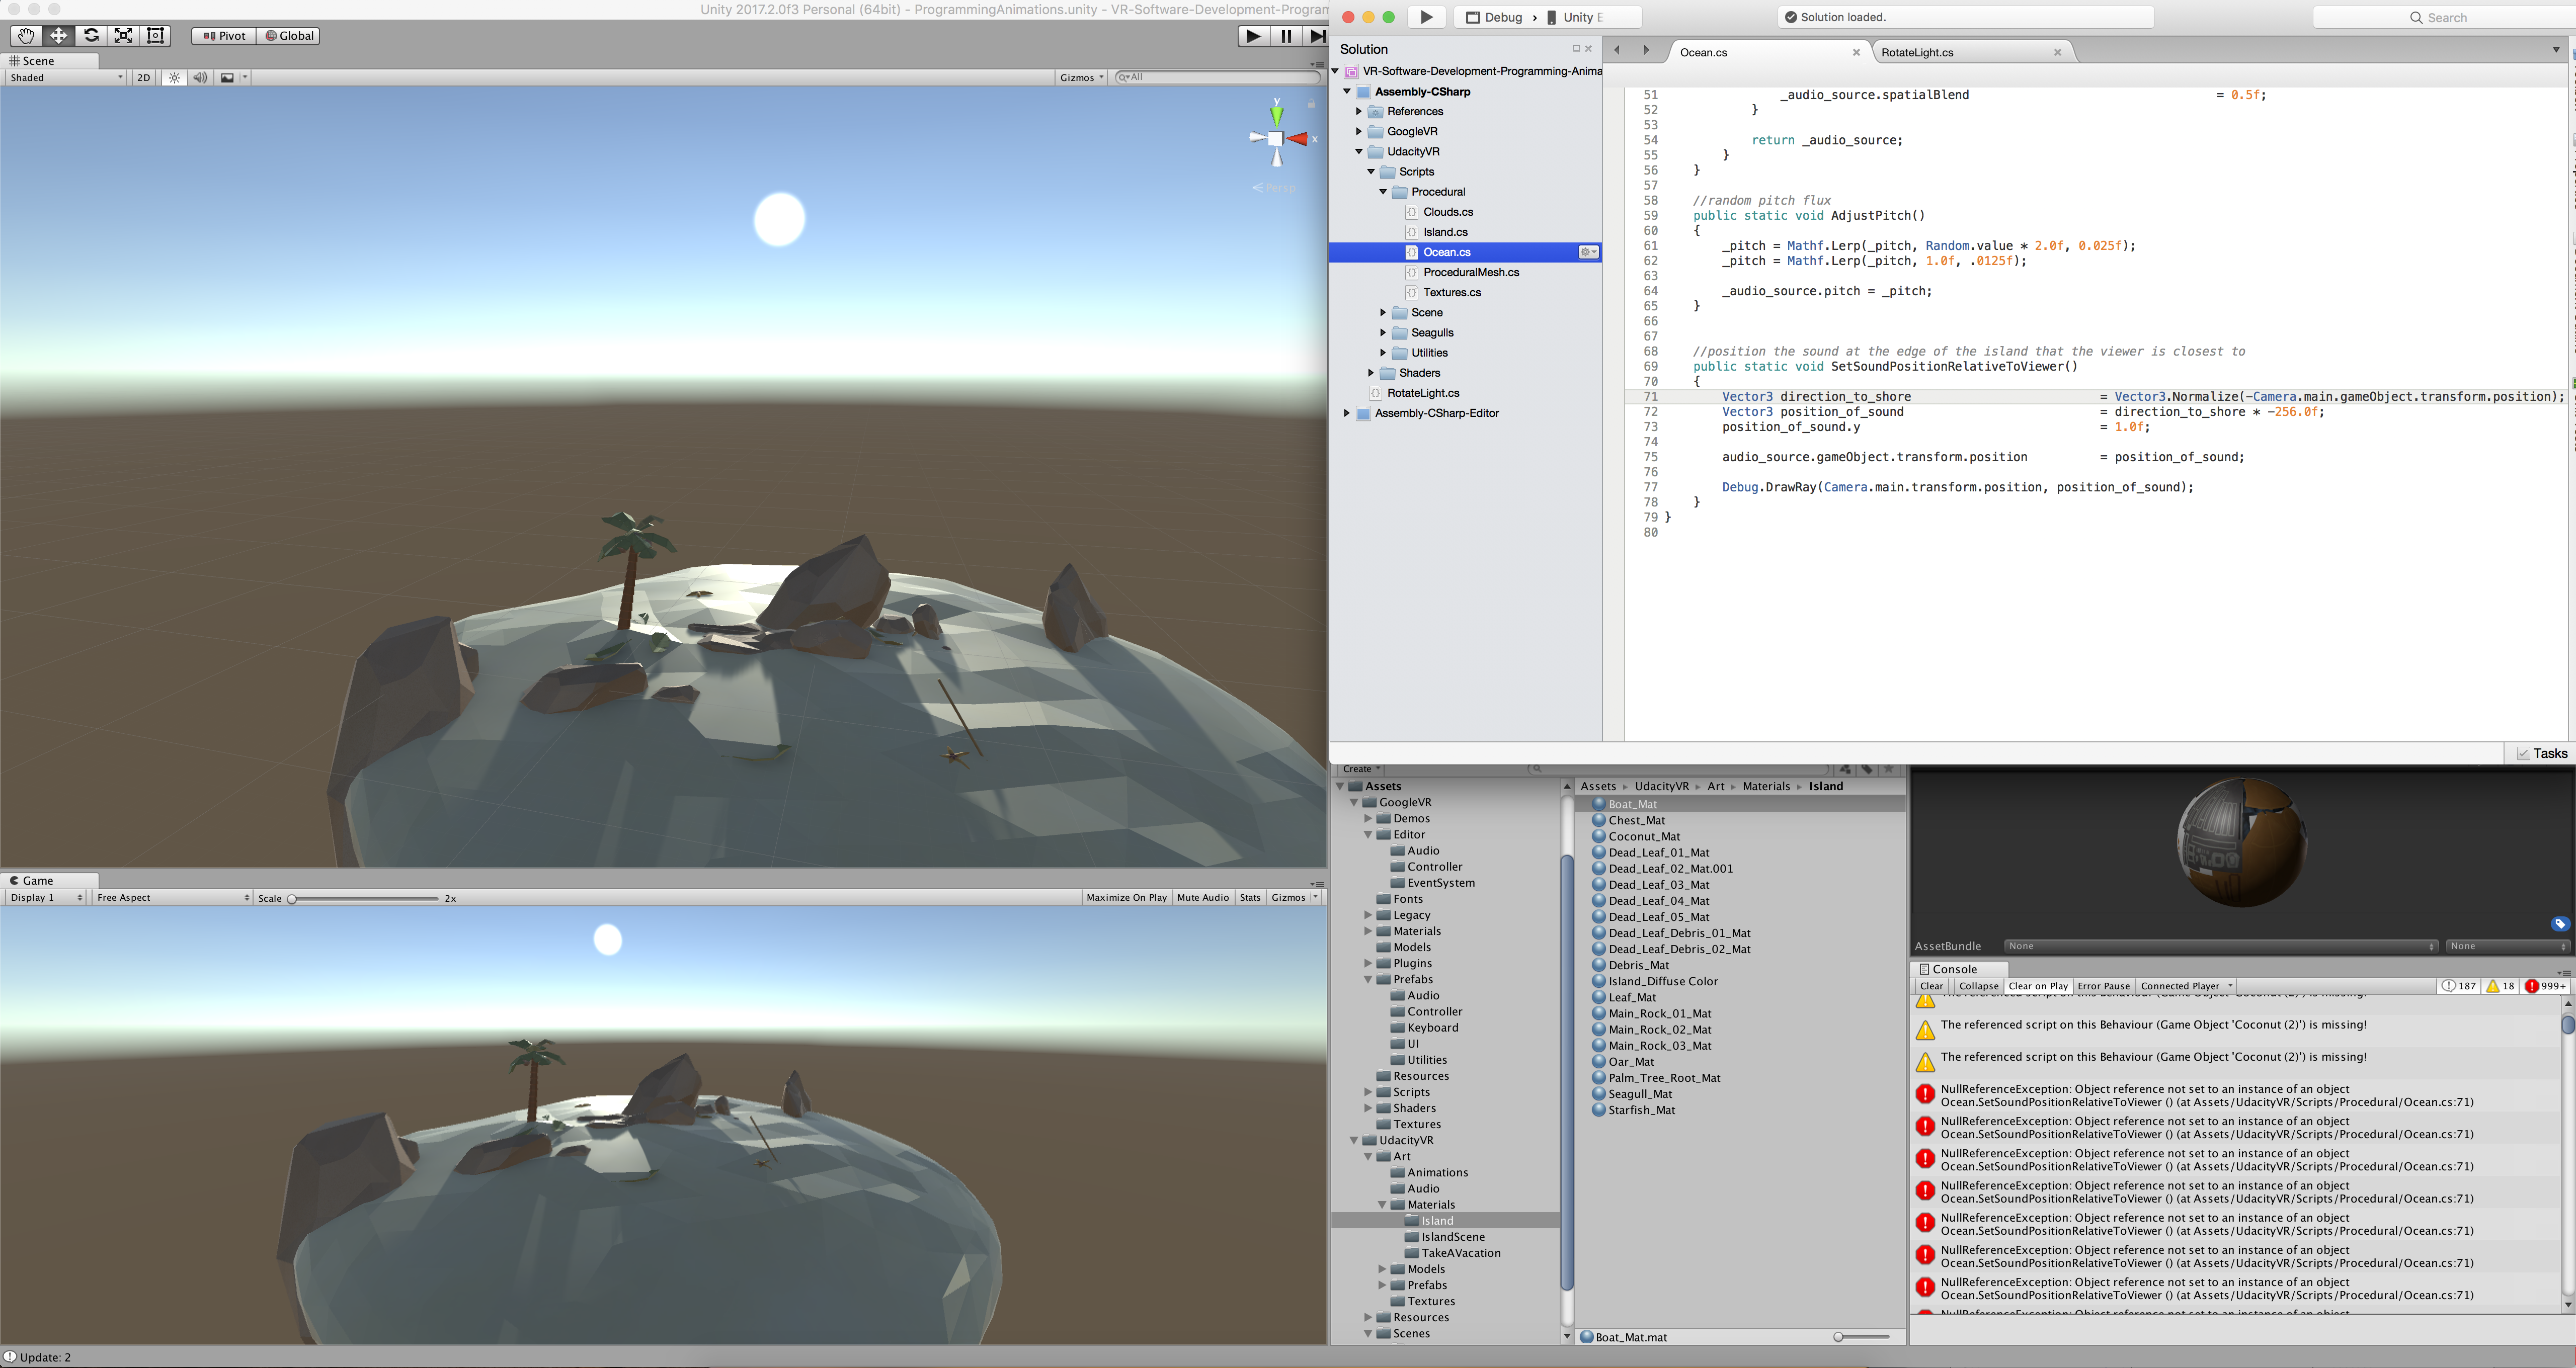 Unity 2017.2.0f3 Personal (64bit) - ProgrammingAnimations.unity - VR-Software-Development-Program
Pivot
Global
Scene
Shaded
2D
Gizmos
All
y
x
Persp
Game
Display 1
Free Aspect
Scale
2x
Maximize On Play
Mute Audio
Stats
Gizmos
Update: 2
Debug › Unity E
Solution loaded.
Search
Solution
VR-Software-Development-Programming-Anima
Assembly-CSharp
References
GoogleVR
UdacityVR
Scripts
Procedural
Clouds.cs
Island.cs
Ocean.cs
ProceduralMesh.cs
Textures.cs
Scene
Seagulls
Utilities
Shaders
RotateLight.cs
Assembly-CSharp-Editor
Ocean.cs
RotateLight.cs
51 _audio_source.spatialBlend = 0.5f;
52 }
53
54 return _audio_source;
55 }
56 }
57
58 //random pitch flux
59 public static void AdjustPitch()
60 {
61 _pitch = Mathf.Lerp(_pitch, Random.value * 2.0f, 0.025f);
62 _pitch = Mathf.Lerp(_pitch, 1.0f, .0125f);
63
64 _audio_source.pitch = _pitch;
65 }
66
67
68 //position the sound at the edge of the island that the viewer is closest to
69 public static void SetSoundPositionRelativeToViewer()
70 {
71 Vector3 direction_to_shore = Vector3.Normalize(-Camera.main.gameObject.transform.position);
72 Vector3 position_of_sound = direction_to_shore * -256.0f;
73 position_of_sound.y = 1.0f;
74
75 audio_source.gameObject.transform.position = position_of_sound;
76
77 Debug.DrawRay(Camera.main.transform.position, position_of_sound);
78 }
79 }
80
Tasks
Create
Assets
GoogleVR
Demos
Editor
Audio
Controller
EventSystem
Fonts
Legacy
Materials
Models
Plugins
Prefabs
Audio
Controller
Keyboard
UI
Utilities
Resources
Scripts
Shaders
Textures
UdacityVR
Art
Animations
Audio
Materials
Island
IslandScene
TakeAVacation
Models
Prefabs
Textures
Resources
Scenes
Assets ▸ UdacityVR ▸ Art ▸ Materials ▸ Island
Boat_Mat
Chest_Mat
Coconut_Mat
Dead_Leaf_01_Mat
Dead_Leaf_02_Mat.001
Dead_Leaf_03_Mat
Dead_Leaf_04_Mat
Dead_Leaf_05_Mat
Dead_Leaf_Debris_01_Mat
Dead_Leaf_Debris_02_Mat
Debris_Mat
Island_Diffuse Color
Leaf_Mat
Main_Rock_01_Mat
Main_Rock_02_Mat
Main_Rock_03_Mat
Oar_Mat
Palm_Tree_Root_Mat
Seagull_Mat
Starfish_Mat
Boat_Mat.mat
AssetBundle
None
None
Console
Clear
Collapse
Clear on Play
Error Pause
Connected Player
187
18
999+
The referenced script on this Behaviour (Game Object 'Coconut (2)') is missing!
The referenced script on this Behaviour (Game Object 'Coconut (2)') is missing!
The referenced script on this Behaviour (Game Object 'Coconut (2)') is missing!
NullReferenceException: Object reference not set to an instance of an object
Ocean.SetSoundPositionRelativeToViewer () (at Assets/UdacityVR/Scripts/Procedural/Ocean.cs:71)
NullReferenceException: Object reference not set to an instance of an object
Ocean.SetSoundPositionRelativeToViewer () (at Assets/UdacityVR/Scripts/Procedural/Ocean.cs:71)
NullReferenceException: Object reference not set to an instance of an object
Ocean.SetSoundPositionRelativeToViewer () (at Assets/UdacityVR/Scripts/Procedural/Ocean.cs:71)
NullReferenceException: Object reference not set to an instance of an object
Ocean.SetSoundPositionRelativeToViewer () (at Assets/UdacityVR/Scripts/Procedural/Ocean.cs:71)
NullReferenceException: Object reference not set to an instance of an object
Ocean.SetSoundPositionRelativeToViewer () (at Assets/UdacityVR/Scripts/Procedural/Ocean.cs:71)
NullReferenceException: Object reference not set to an instance of an object
Ocean.SetSoundPositionRelativeToViewer () (at Assets/UdacityVR/Scripts/Procedural/Ocean.cs:71)
NullReferenceException: Object reference not set to an instance of an object
Ocean.SetSoundPositionRelativeToViewer () (at Assets/UdacityVR/Scripts/Procedural/Ocean.cs:71)
NullReferenceException: Object reference not set to an instance of an object